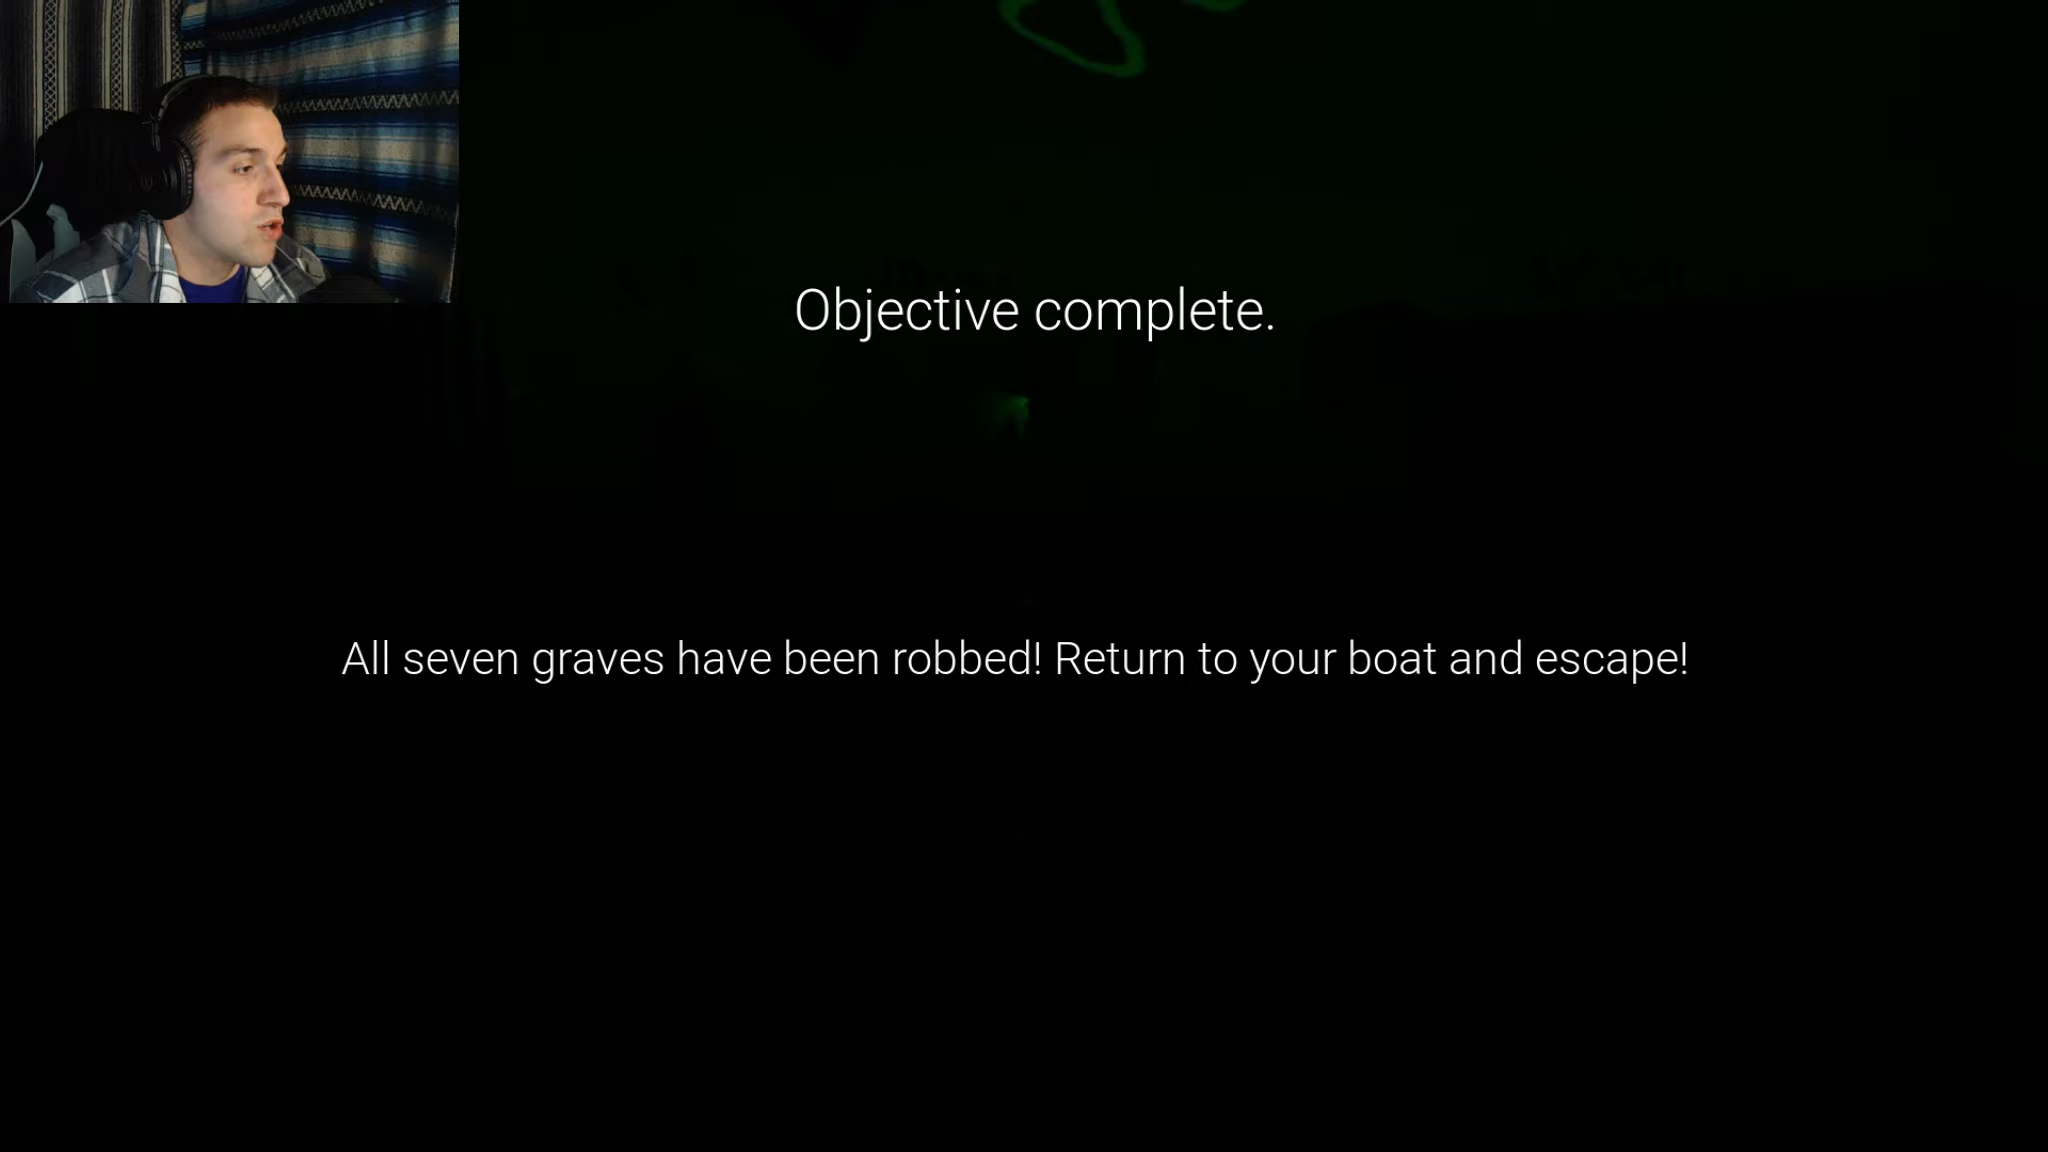 Objective complete.
All seven graves have been robbed! Return to your boat and escape!